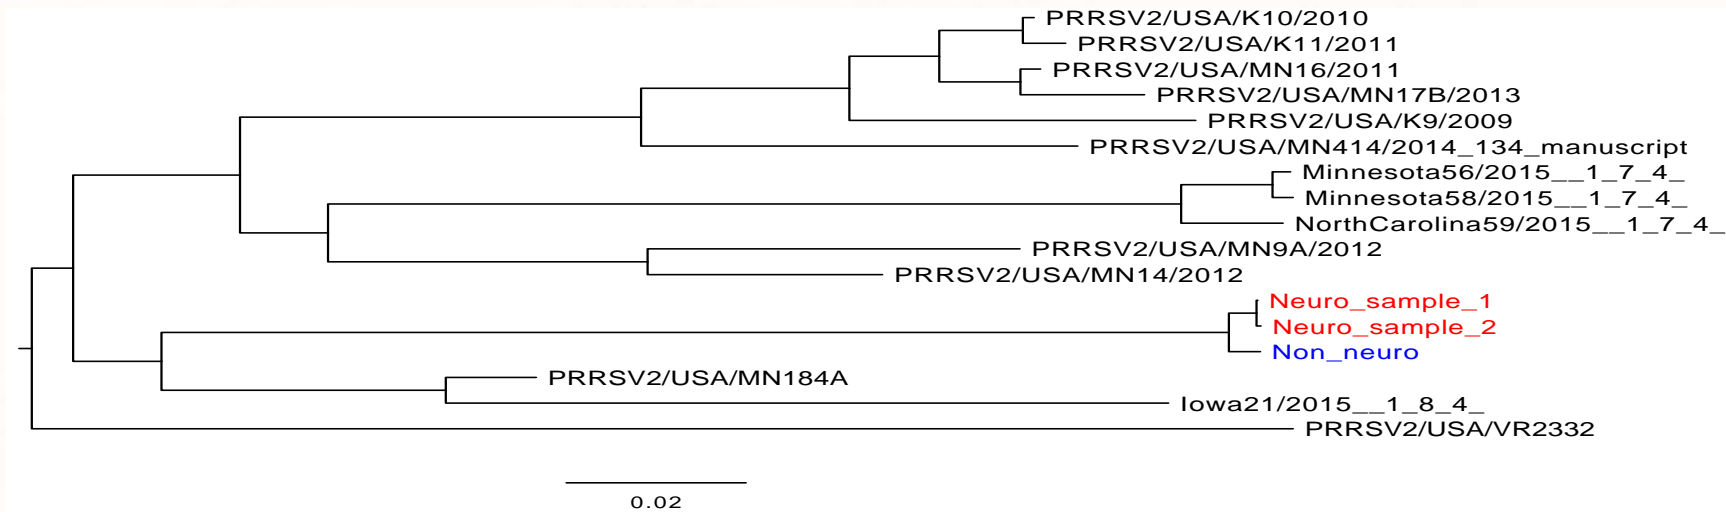 PRRSV2/USA/K10/2010
PRRSV2/USA/K11/2011
PRRSV2/USA/MN16/2011
PRRSV2/USA/MN17B/2013
PRRSV2/USA/K9/2009
PRRSV2/USA/MN414/2014_134_manuscript
Minnesota56/2015__1_7_4_
Minnesota58/2015__1_7_4_
NorthCarolina59/2015__1_7_4_
PRRSV2/USA/MN9A/2012
PRRSV2/USA/MN14/2012
Neuro_sample_1
Neuro_sample_2
Non_neuro
PRRSV2/USA/MN184A
Iowa21/2015__1_8_4_
PRRSV2/USA/VR2332
0.02